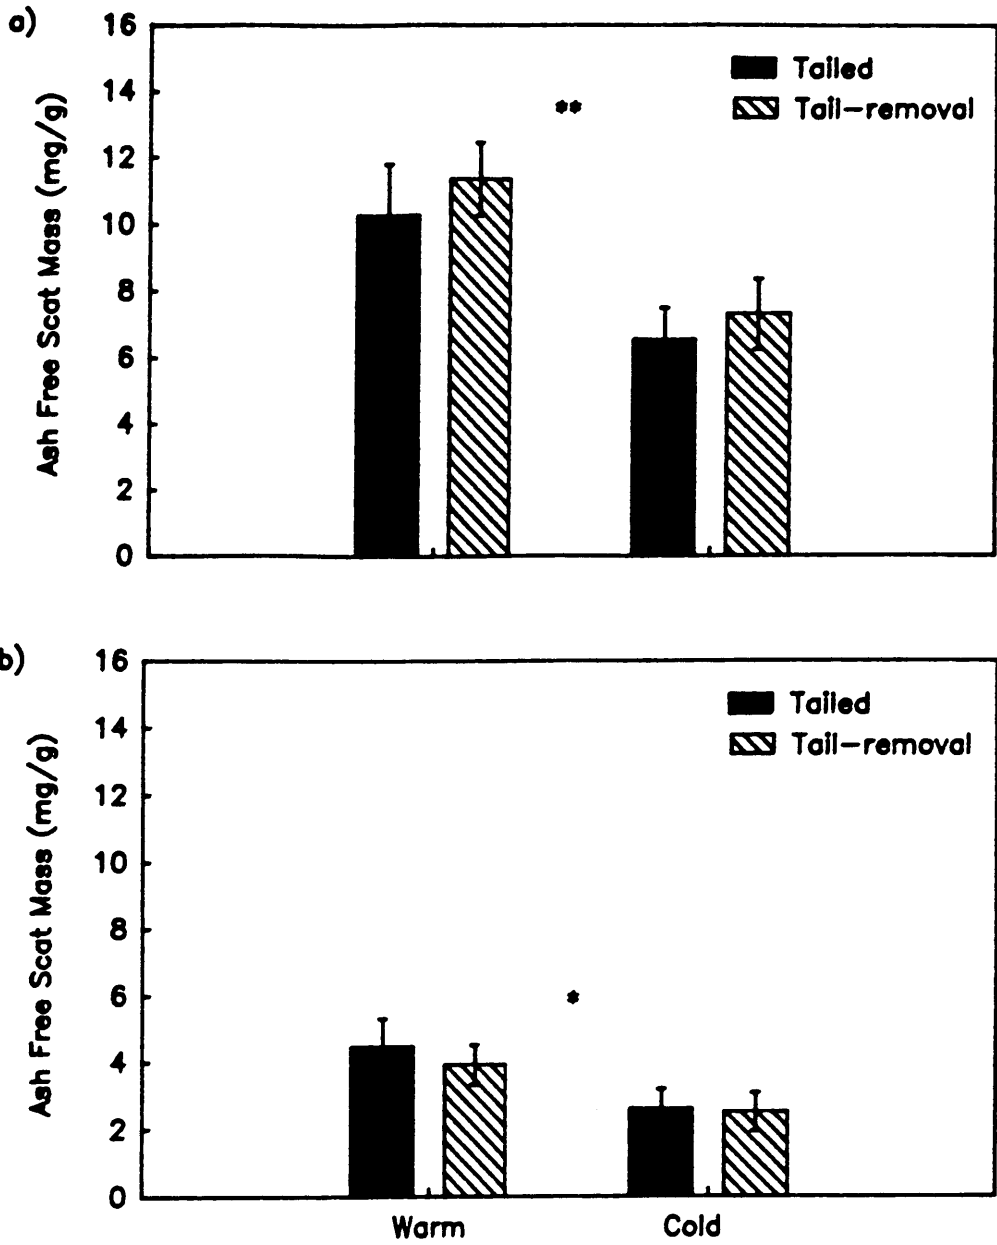 a)
Ash Free Scat Mass (mg/g)
16
14
12
10
8
6
4
2
0
Tailed
Tail-removal
**
b)
Ash Free Scat Mass (mg/g)
16
14
12
10
8
6
4
2
0
Tailed
Tail-removal
*
Warm Cold